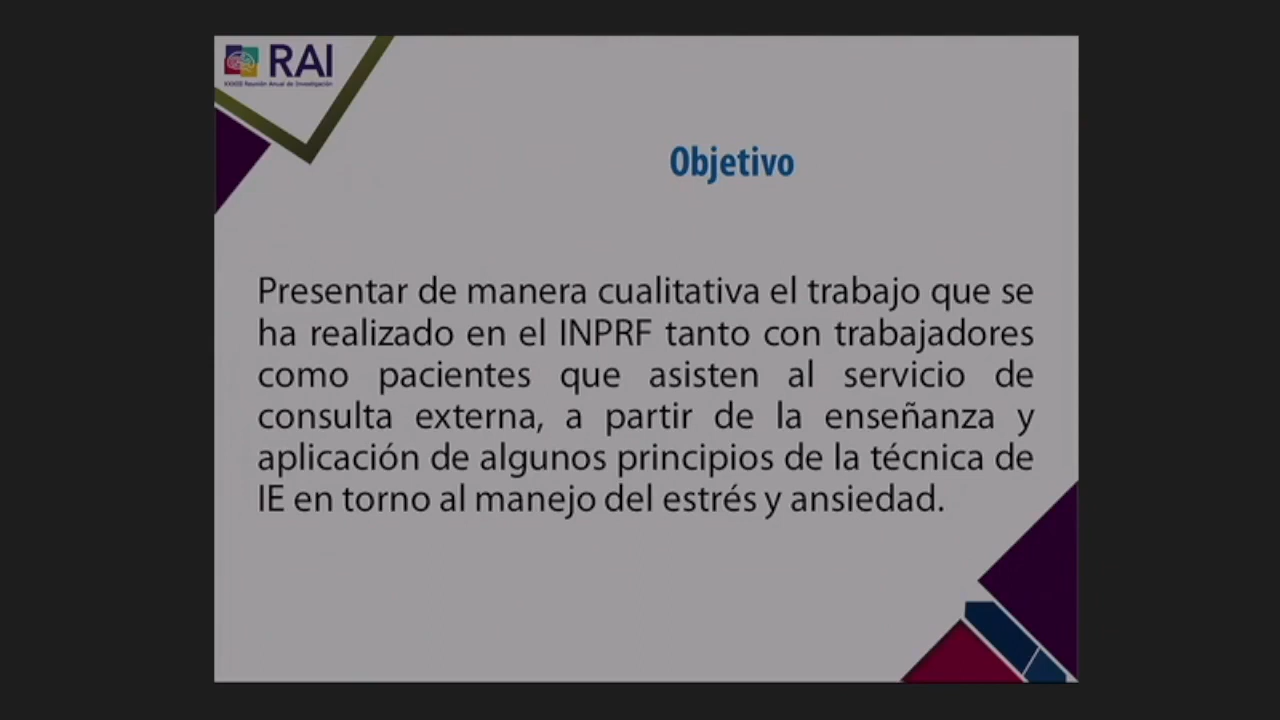 RAI
Reunión Anual de Investigación
Objetivo
Presentar de manera cualitativa el trabajo que se
ha realizado en el INPRF tanto con trabajadores
como pacientes que asisten al servicio de
consulta externa, a partir de la enseñanza y
aplicación de algunos principios de la técnica de
IE en torno al manejo del estrés y ansiedad.